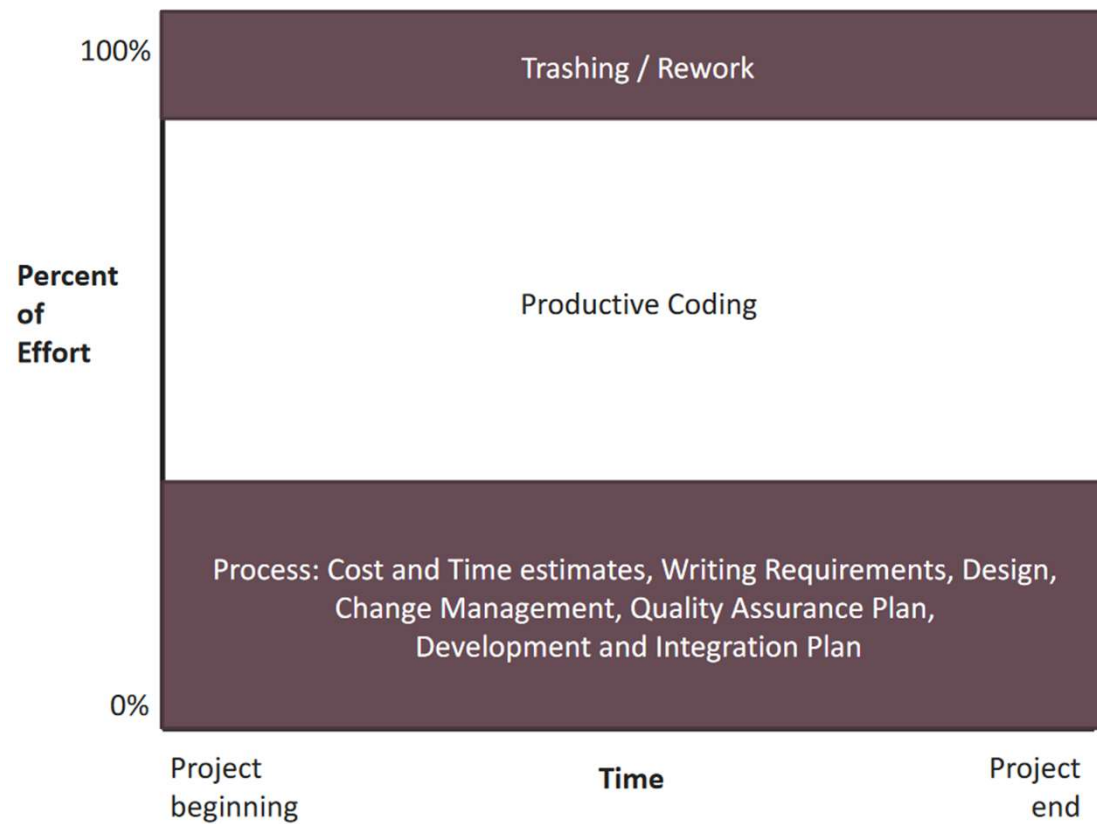 100%
Trashing / Rework
Percent
of
Effort
Productive Coding
Process: Cost and Time estimates, Writing Requirements, Design,
Change Management, Quality Assurance Plan,
Development and Integration Plan
0%
Project
beginning
Time
Project
end